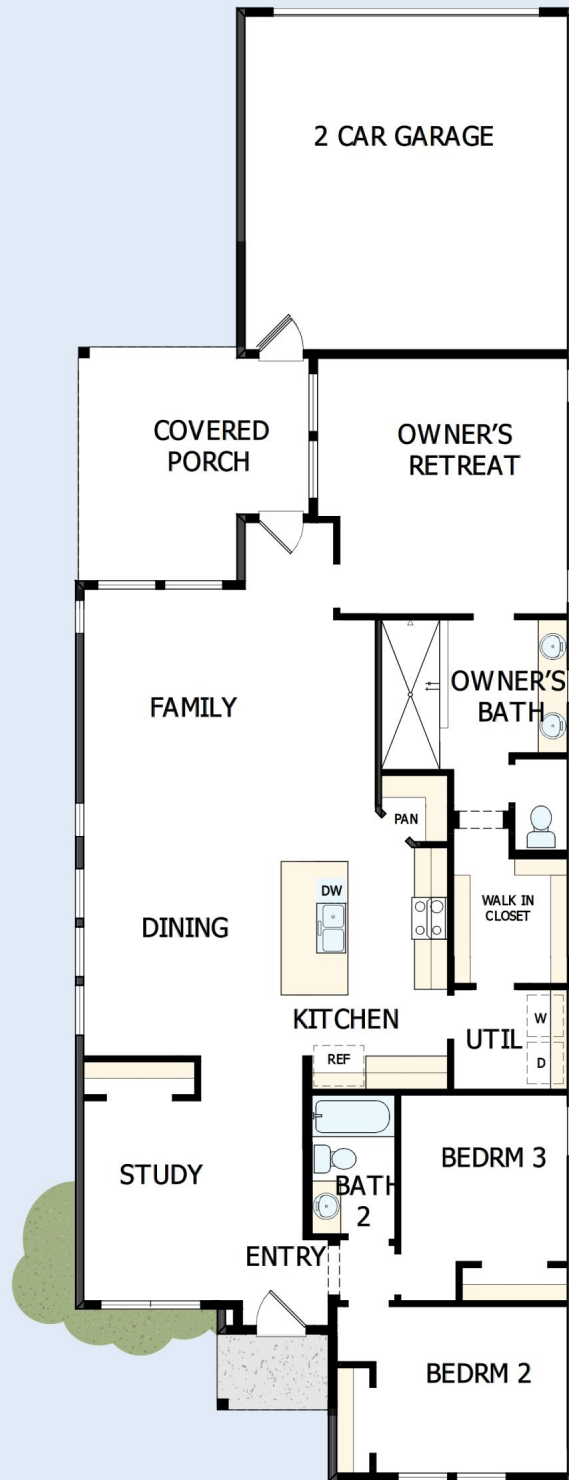 2 CAR GARAGE
COVERED
PORCH
OWNER'S
RETREAT
FAMILY
OWNER'S
BATH
PAN
WALK IN
CLOSET
DW
DINING
KITCHEN
REF
UTIL
W
D
STUDY
BATH
2
BEDRM 3
ENTRY
BEDRM 2